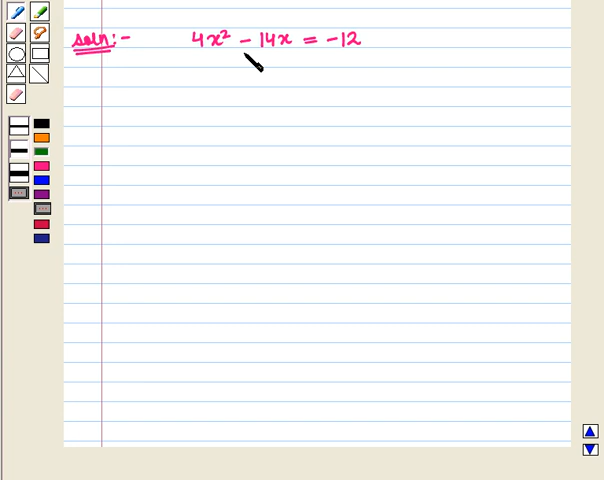 soln:- 4x² - 14x = -12